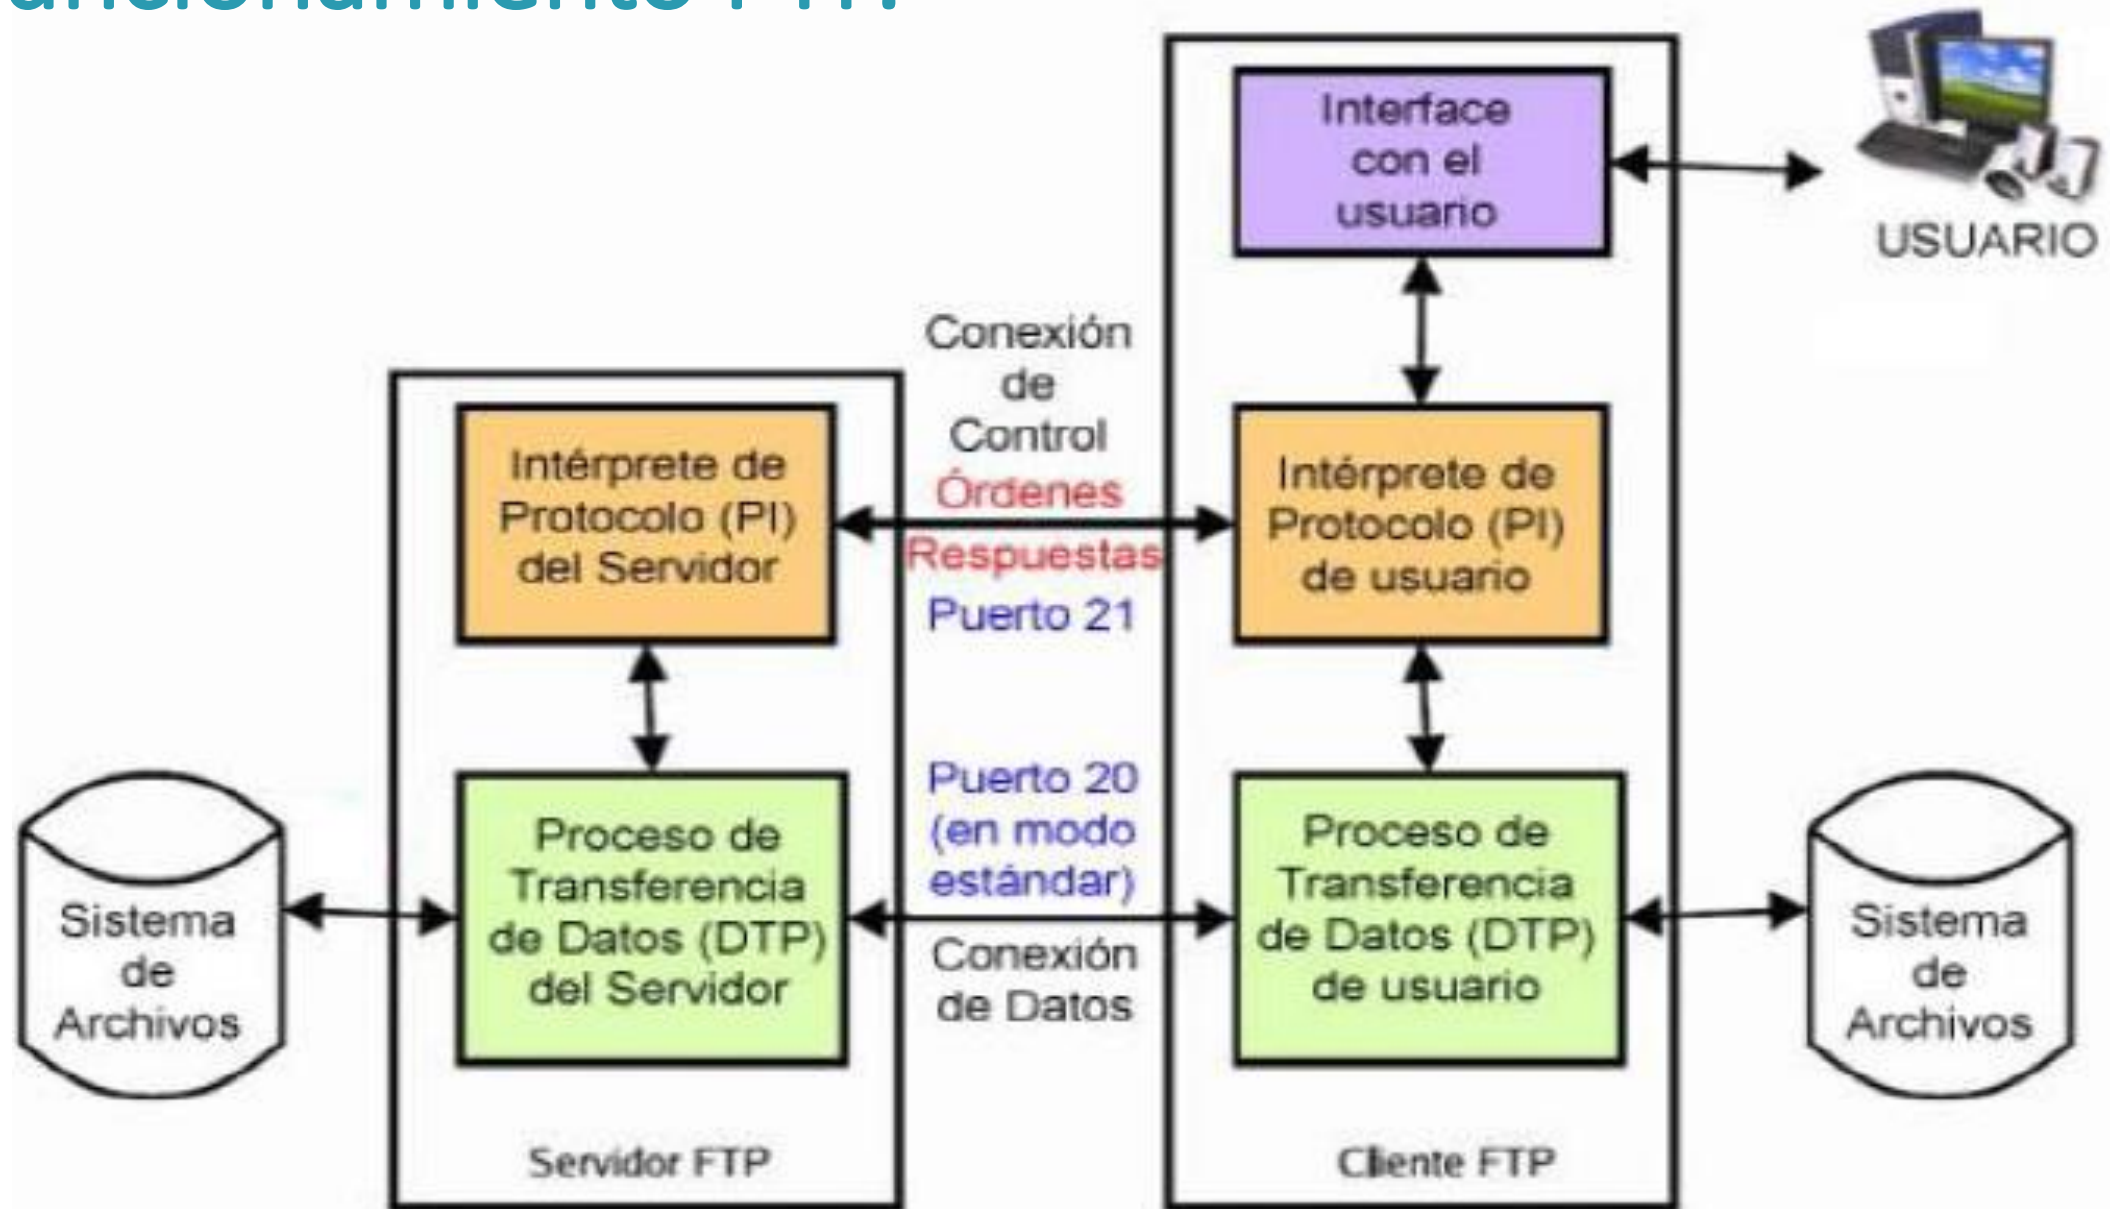 Interface
con el
usuario
USUARIO
Conexión
de
Control
Órdenes
Respuestas
Puerto 21
Intérprete de
Protocolo (PI)
del Servidor
Intérprete de
Protocolo (PI)
de usuario
Puerto 20
(en modo
estándar)
Conexión
de Datos
Proceso de
Transferencia
de Datos (DTP)
del Servidor
Proceso de
Transferencia
de Datos (DTP)
de usuario
Sistema
de
Archivos
Sistema
de
Archivos
Servidor FTP
Cliente FTP